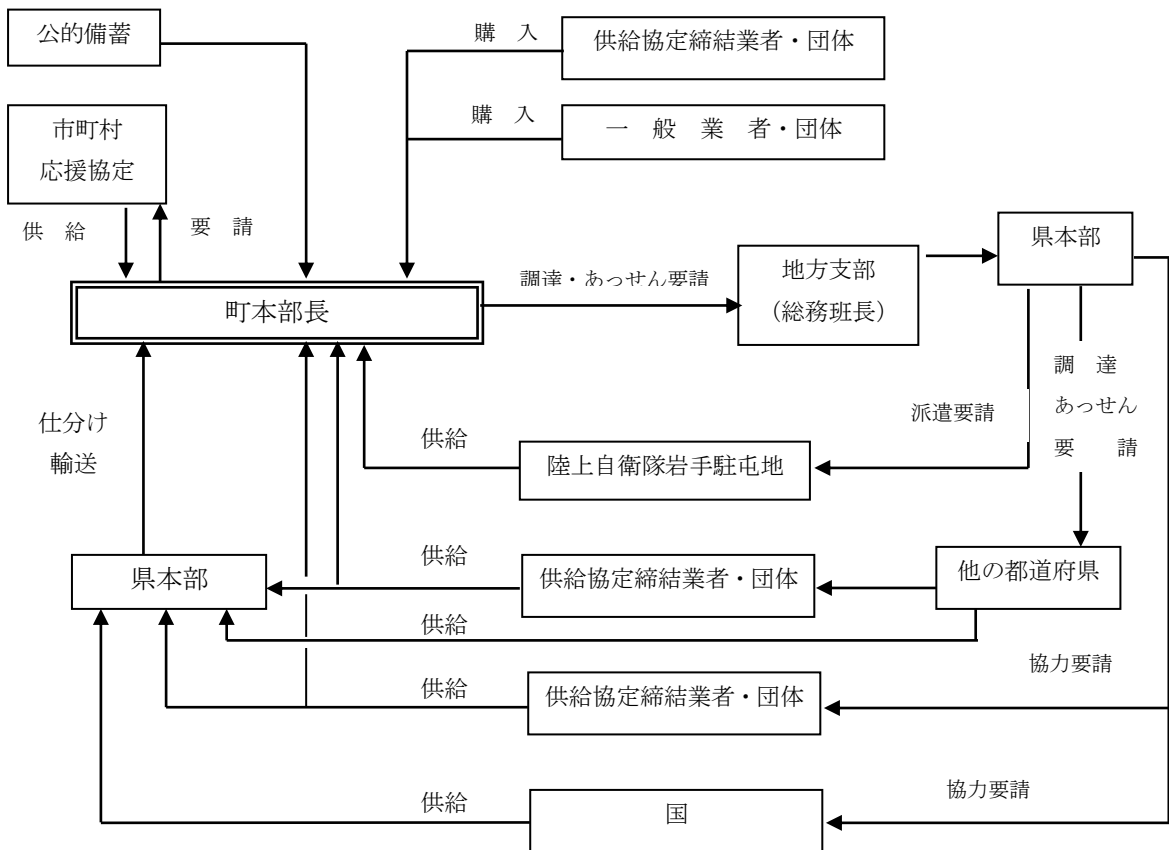 公的備蓄
購　入
供給協定締結業者・団体
市町村
応援協定
購　入
一　般　業　者・団体
供　給
要　請
県本部
地方支部
（総務班長）
調達・あっせん要請
町本部長
調　達
あっせん
要　　請
派遣要請
仕分け
輸送
供給
陸上自衛隊岩手駐屯地
県本部
供給
供給協定締結業者・団体
他の都道府県
供給
協力要請
供給
供給協定締結業者・団体
協力要請
供給
国